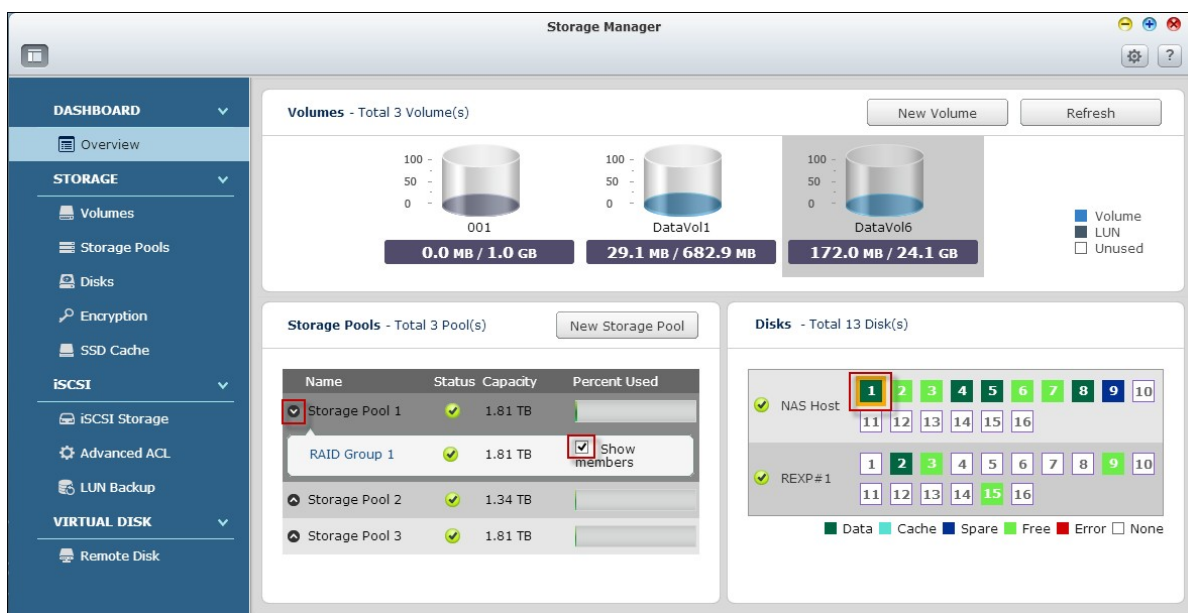 Storage Manager
?
DASHBOARD
Overview
STORAGE
Volumes
Storage Pools
Disks
Encryption
SSD Cache
iSCSI
iSCSI Storage
Advanced ACL
LUN Backup
VIRTUAL DISK
Remote Disk
Volumes - Total 3 Volume(s)
New Volume
Refresh
100
50
0
001
0.0 MB / 1.0 GB
100
50
0
DataVol1
29.1 MB / 682.9 MB
100
50
0
DataVol6
172.0 MB / 24.1 GB
Volume
LUN
Unused
Storage Pools - Total 3 Pool(s)
New Storage Pool
Name Status Capacity Percent Used
Storage Pool 1 1.81 TB
RAID Group 1 1.81 TB Show
members
Storage Pool 2 1.34 TB
Storage Pool 3 1.81 TB
Disks - Total 13 Disk(s)
NAS Host
1 2 3 4 5 6 7 8 9 10
11 12 13 14 15 16
REXP#1
1 2 3 4 5 6 7 8 9 10
11 12 13 14 15 16
Data Cache Spare Free Error None